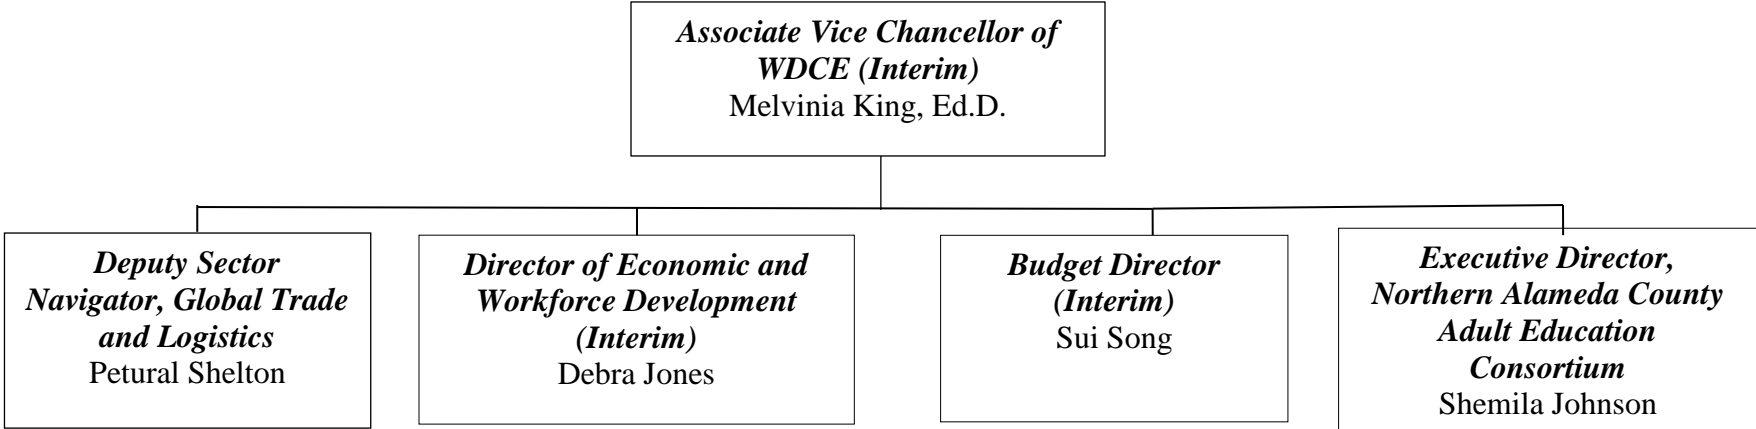 Associate Vice Chancellor of
WDCE (Interim)
Melvinia King, Ed.D.
Deputy Sector
Navigator, Global Trade
and Logistics
Petural Shelton
Director of Economic and
Workforce Development
(Interim)
Debra Jones
Budget Director
(Interim)
Sui Song
Executive Director,
Northern Alameda County
Adult Education
Consortium
Shemila Johnson